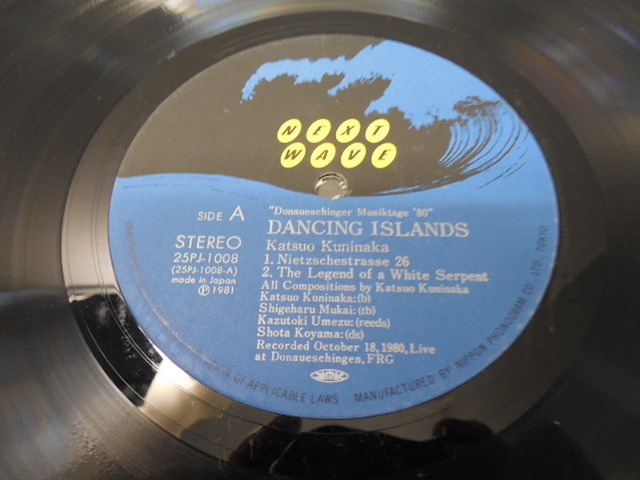 NEXT
WAVE
"Donaueschinger Musiktage '80"
SIDE A
DANCING ISLANDS
Katsuo Kuninaka
STEREO
25PJ-1008
(25PJ-1008-A)
made in Japan
Ⓟ1981
1. Nietzschestrasse 26
2. The Legend of a White Serpent
All Compositions by Katsuo Kuninaka
Katsuo Kuninaka:(b)
Shigeharu Mukai:(tb)
Kazutoki Umezu:(reeds)
Shota Koyama:(ds)
Recorded October 18, 1980, Live
at Donaueschingen, FRG
OF APPLICABLE LAWS
MANUFACTURED BY NIPPON PHONOGRAM CO., LTD., TOKYO